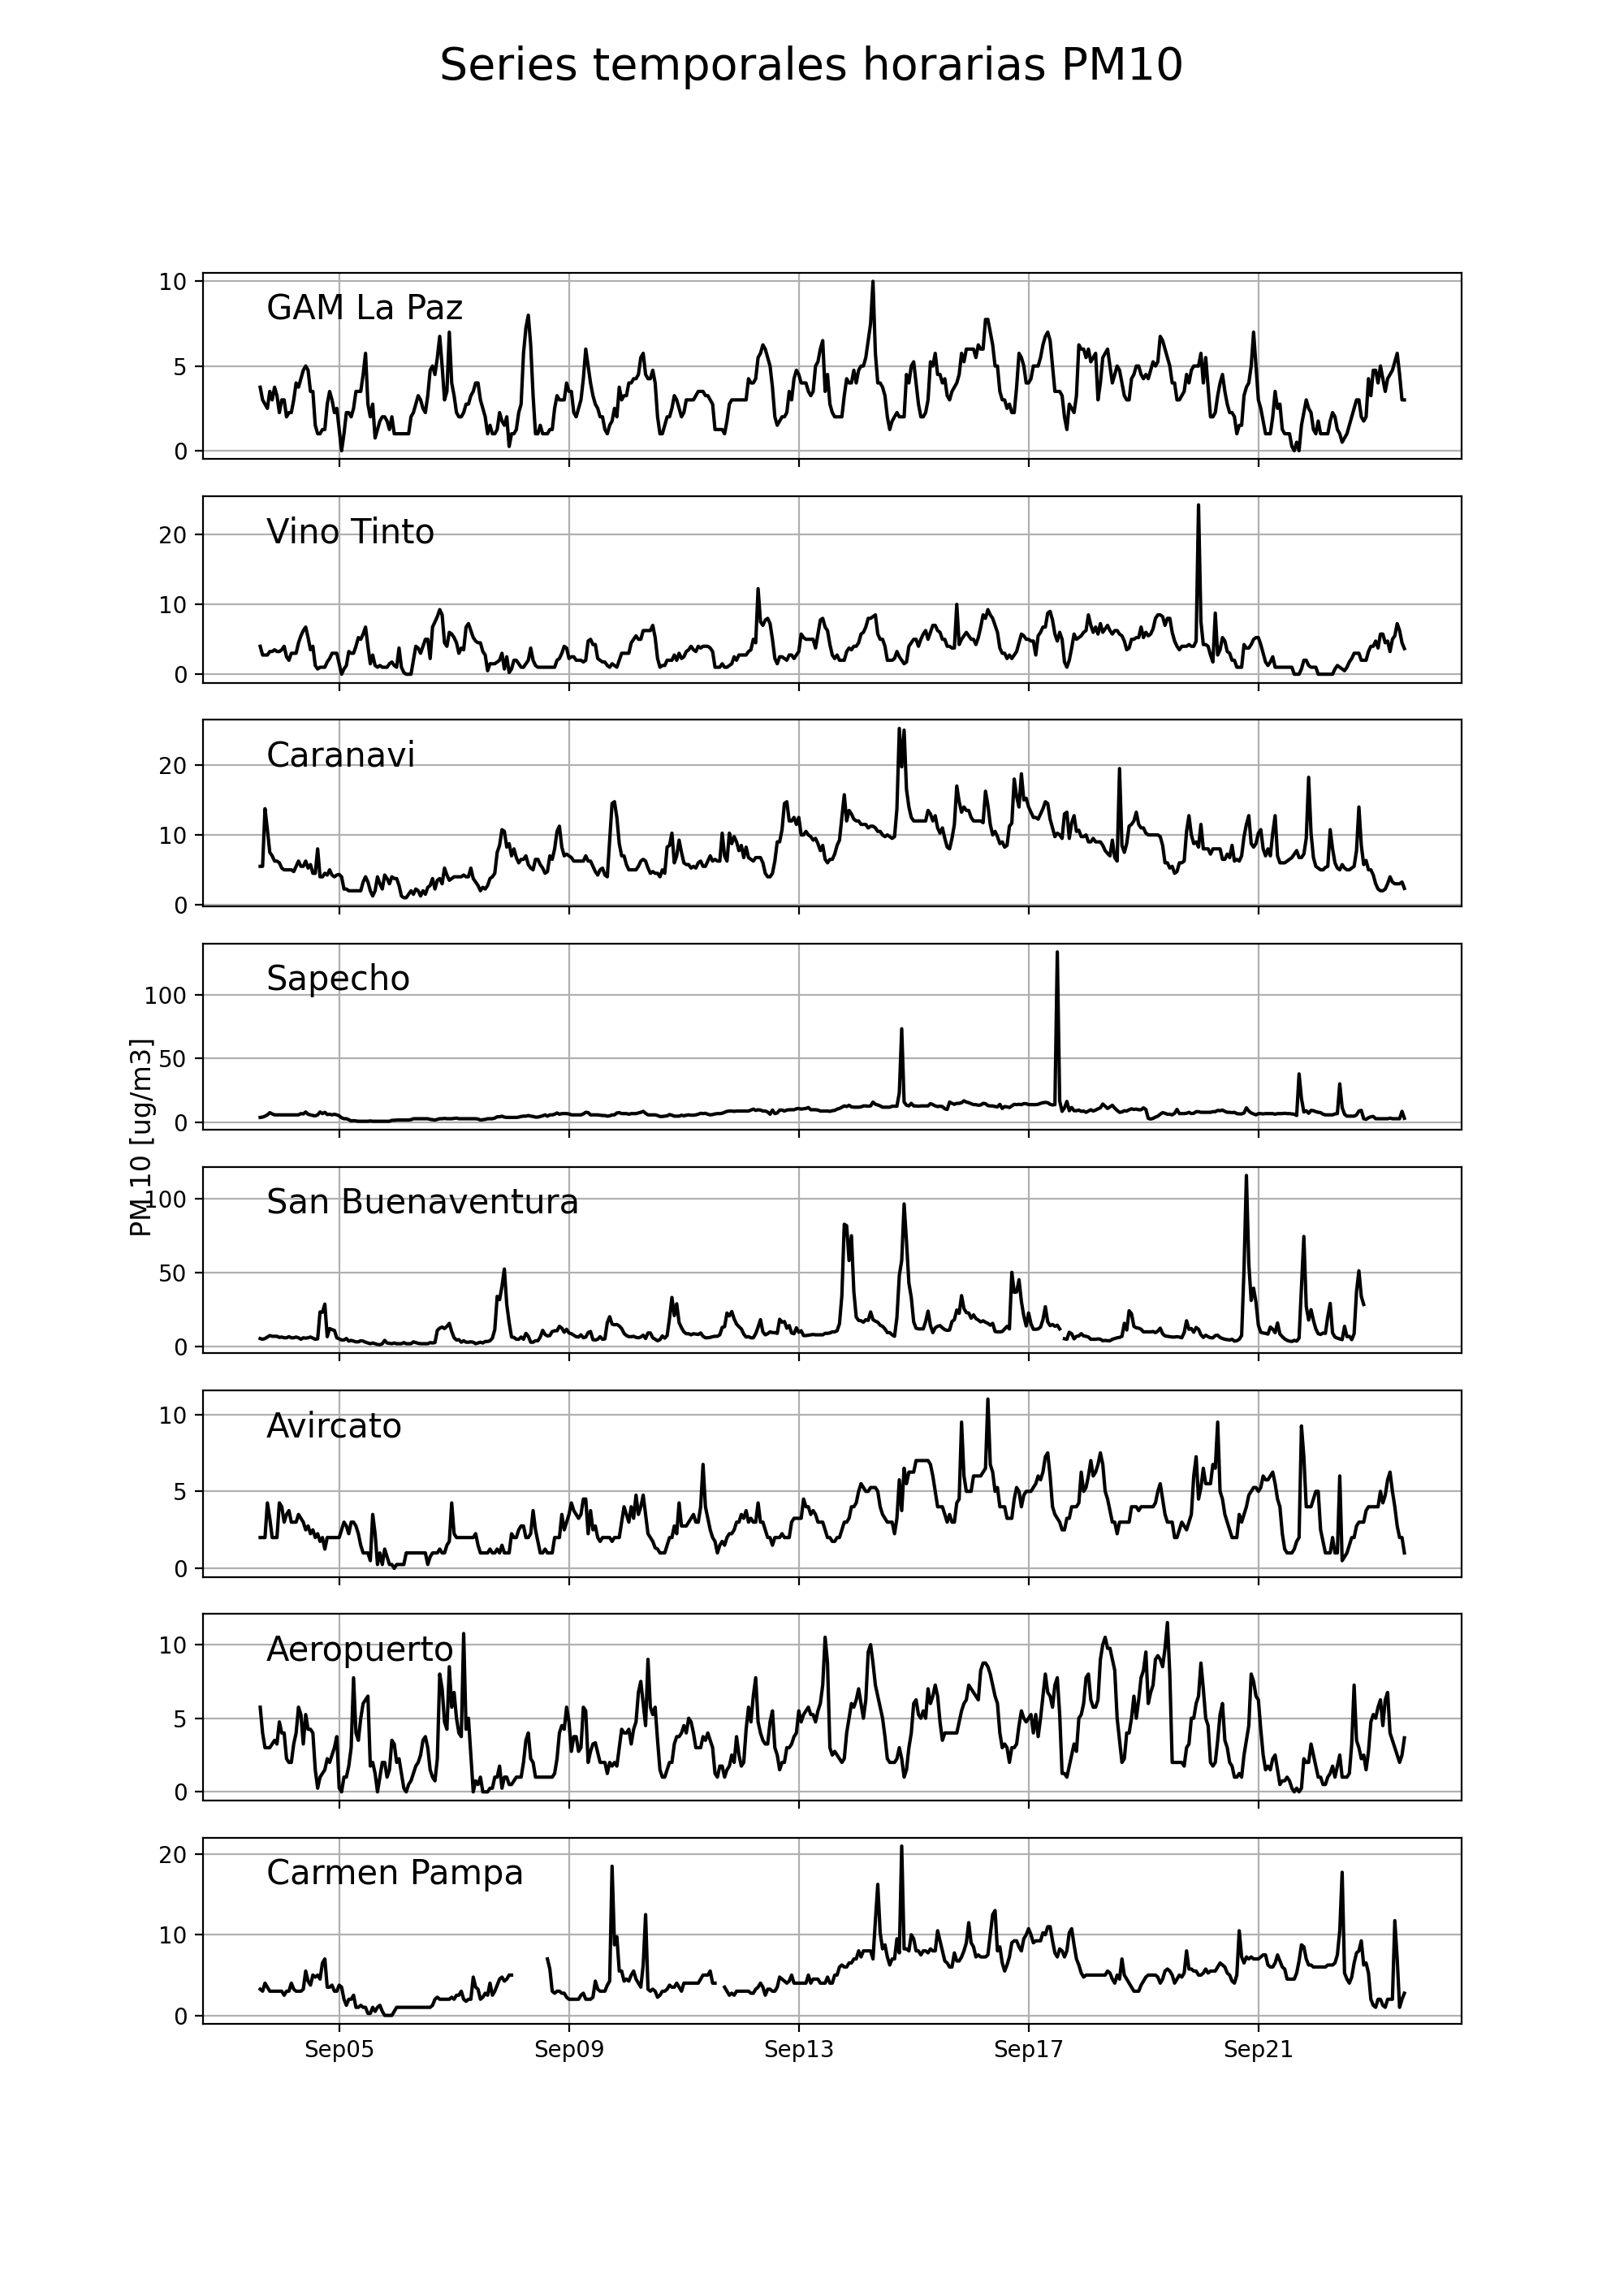 Series temporales horarias PM10
10
GAM La Paz
5
0
20
Vino Tinto
10
0
Caranavi
20
10
0
Sapecho
100
50
0
PM 10 [ug/m3]
San Buenaventura
100
50
0
10
Avircato
5
0
10
Aeropuerto
5
0
20
Carmen Pampa
10
0
Sep05 Sep09 Sep13 Sep17 Sep21